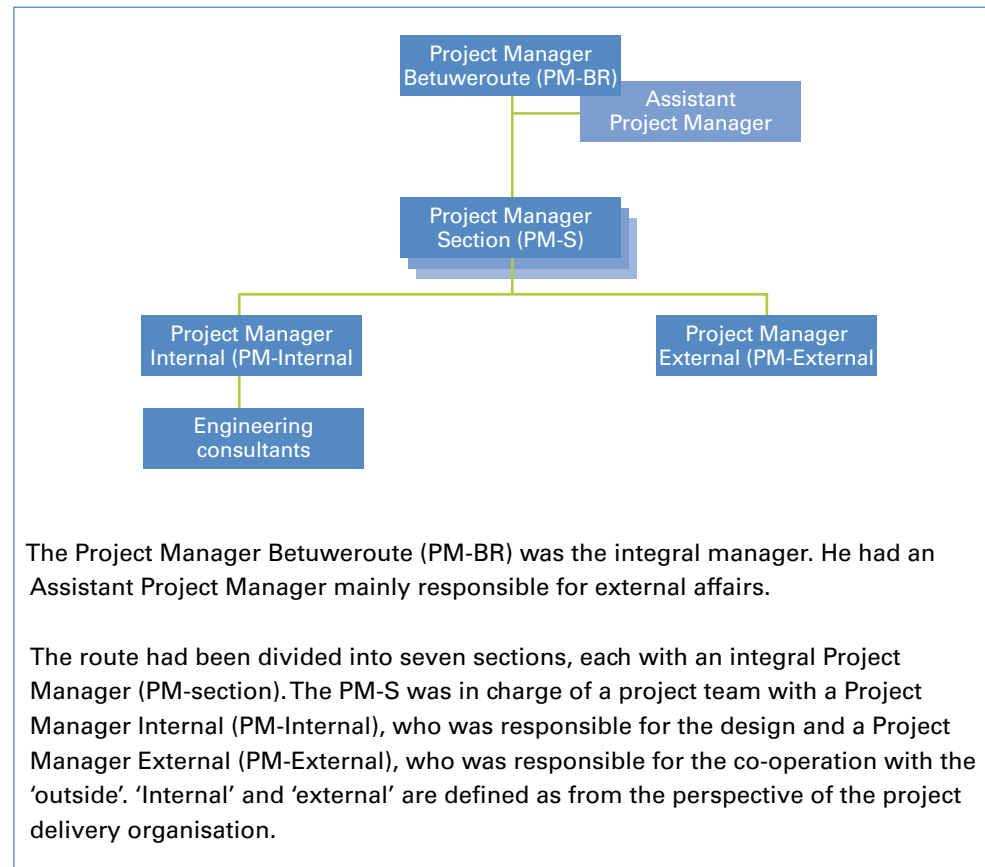 Project Manager
Betuweroute (PM-BR)
Assistant
Project Manager
Project Manager
Section (PM-S)
Project Manager
Internal (PM-Internal
Project Manager
External (PM-External
Engineering
consultants
The Project Manager Betuweroute (PM-BR) was the integral manager. He had an
Assistant Project Manager mainly responsible for external affairs.
The route had been divided into seven sections, each with an integral Project
Manager (PM-section). The PM-S was in charge of a project team with a Project
Manager Internal (PM-Internal), who was responsible for the design and a Project
Manager External (PM-External), who was responsible for the co-operation with the
‘outside’. ‘Internal’ and ‘external’ are defined as from the perspective of the project
delivery organisation.